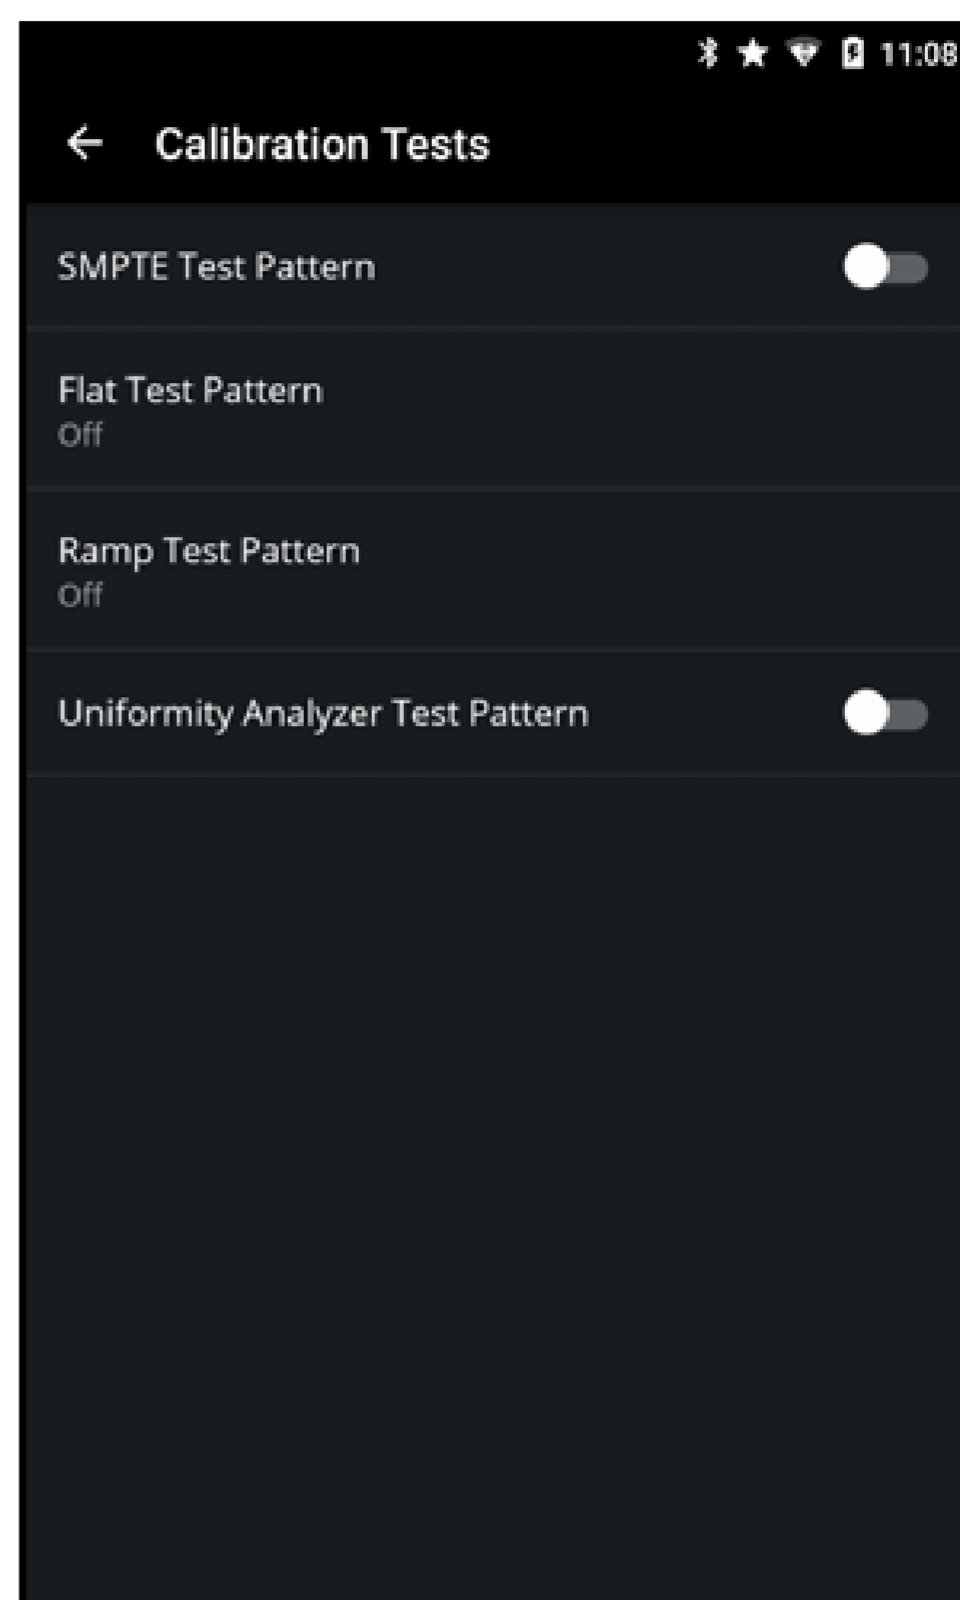 11:08
Calibration Tests
SMPTE Test Pattern
Flat Test Pattern
Off
Ramp Test Pattern
Off
Uniformity Analyzer Test Pattern